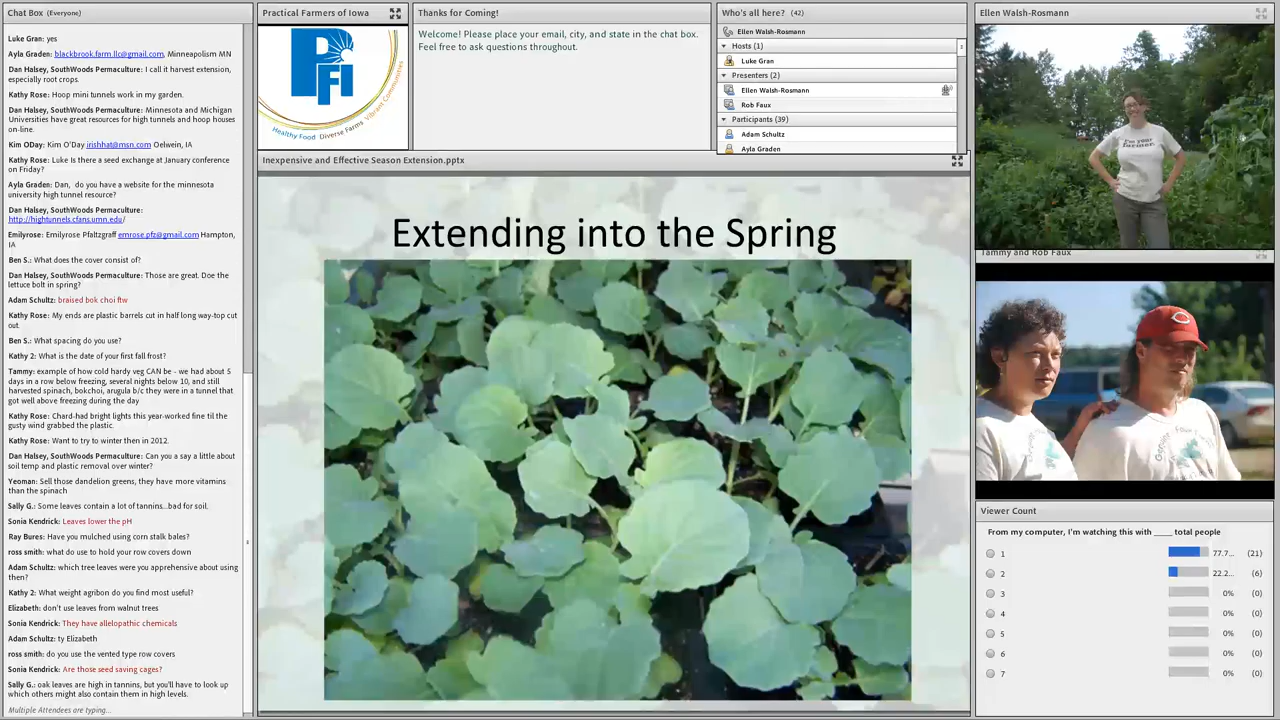 Chat Box (Everyone)
Luke Gran: yes
Ayla Graden: blackbrook.farm.llc@gmail.com, Minneapolism MN
Dan Halsey, SouthWoods Permaculture: I call it harvest extension,
especially root crops.
Kathy Rose: Hoop mini tunnels work in my garden.
Dan Halsey, SouthWoods Permaculture: Minnesota and Michigan
Universities have great resources for high tunnels and hoop houses
on-line.
Kim ODay: Kim O'Day irishhat@msn.com Oelwein, IA
Kathy Rose: Luke Is there a seed exchange at January conference
on Friday?
Ayla Graden: Dan, do you have a website for the minnesota
university high tunnel resource?
Dan Halsey, SouthWoods Permaculture:
http://hightunnels.cfans.umn.edu/
Emilyrose: Emilyrose Pfaltzgraff emrose.pfz@gmail.com Hampton,
IA
Ben S.: What does the cover consist of?
Dan Halsey, SouthWoods Permaculture: Those are great. Doe the
lettuce bolt in spring?
Adam Schultz: braised bok choi ftw
Kathy Rose: My ends are plastic barrels cut in half long way-top cut
out.
Ben S.: What spacing do you use?
Kathy 2: What is the date of your first fall frost?
Tammy: example of how cold hardy veg CAN be - we had about 5
days in a row below freezing, several nights below 10, and still
harvested spinach, bokchoi, arugula b/c they were in a tunnel that
got well above freezing during the day
Kathy Rose: Chard-had bright lights this year-worked fine til the
gusty wind grabbed the plastic.
Kathy Rose: Want to try to winter then in 2012.
Dan Halsey, SouthWoods Permaculture: Can you a say a little about
soil temp and plastic removal over winter?
Yeoman: Sell those dandelion greens, they have more vitamins
than the spinach
Sally G.: Some leaves contain a lot of tannins...bad for soil.
Sonia Kendrick: Leaves lower the pH
Ray Bures: Have you mulched using corn stalk bales?
ross smith: what do use to hold your row covers down
Adam Schultz: which tree leaves were you apprehensive about using
then?
Kathy 2: What weight agribon do you find most useful?
Elizabeth: don't use leaves from walnut trees
Sonia Kendrick: They have allelopathic chemicals
Adam Schultz: ty Elizabeth
ross smith: do you use the vented type row covers
Sonia Kendrick: Are those seed saving cages?
Sally G.: oak leaves are high in tannins, but you'll have to look up
which others might also contain them in high levels.
Multiple Attendees are typing...
Practical Farmers of Iowa
PFI
Healthy Food Diverse Farms Vibrant Communities
Thanks for Coming!
Welcome! Please place your email, city, and state in the chat box.
Feel free to ask questions throughout.
Who's all here? (42)
Ellen Walsh-Rosmann
Hosts (1)
Luke Gran
Presenters (2)
Ellen Walsh-Rosmann
Rob Faux
Participants (39)
Adam Schultz
Ayla Graden
Inexpensive and Effective Season Extension.pptx
Extending into the Spring
Ellen Walsh-Rosmann
Tammy and Rob Faux
Viewer Count
From my computer, I'm watching this with ____ total people
1 77.7... (21)
2 22.2... (6)
3 0% (0)
4 0% (0)
5 0% (0)
6 0% (0)
7 0% (0)